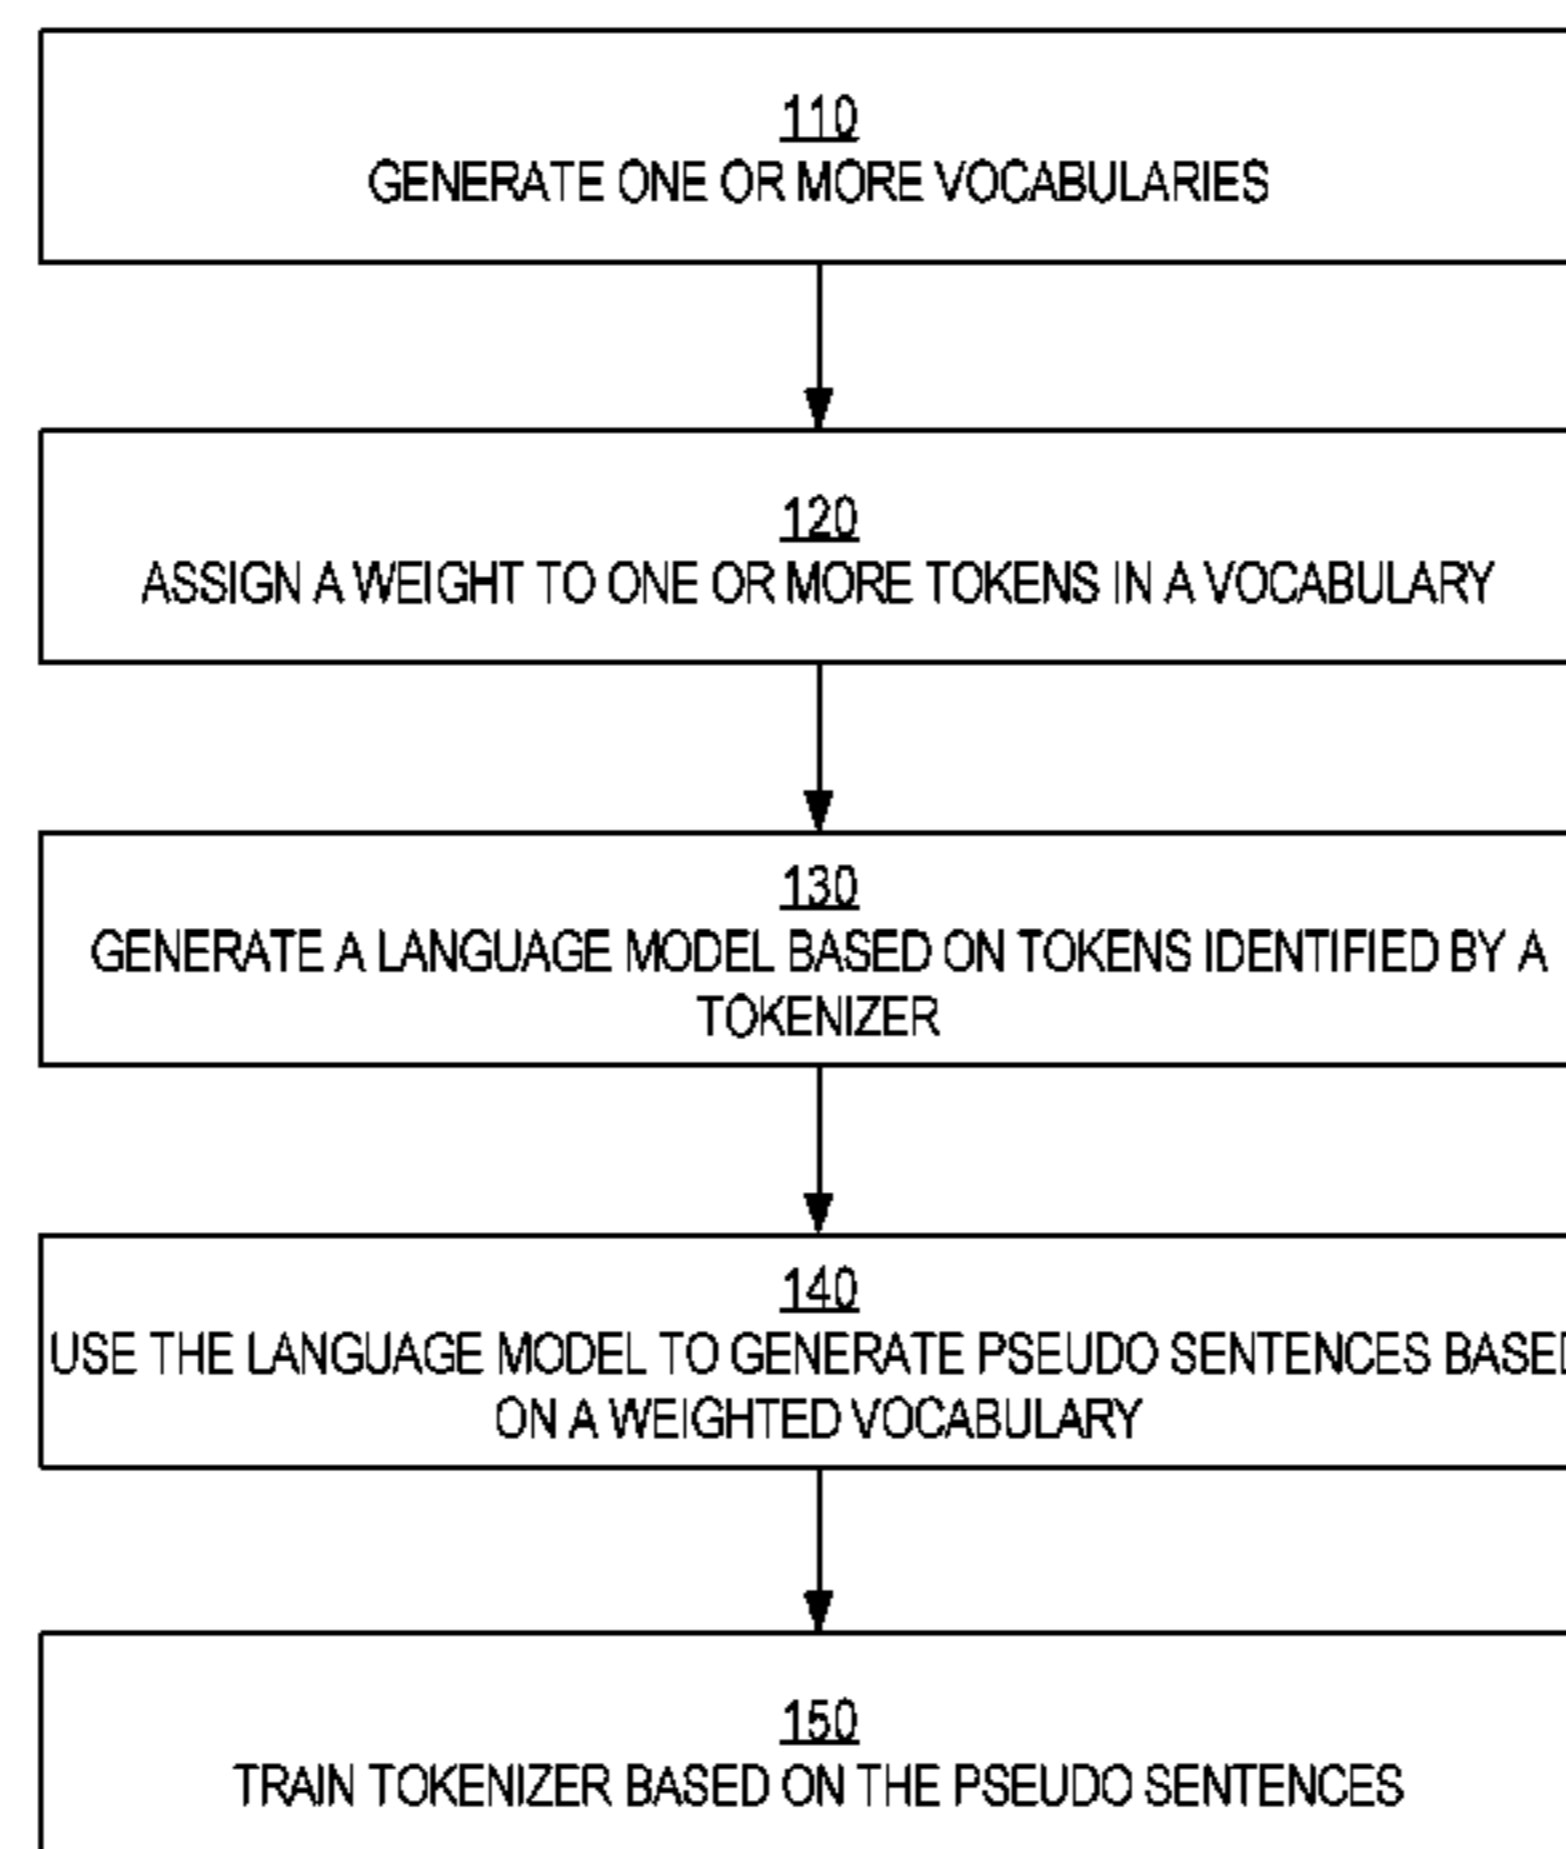 110
GENERATE ONE OR MORE VOCABULARIES
120
ASSIGN A WEIGHT TO ONE OR MORE TOKENS IN A VOCABULARY
130
GENERATE A LANGUAGE MODEL BASED ON TOKENS IDENTIFIED BY A
TOKENIZER
140
USE THE LANGUAGE MODEL TO GENERATE PSEUDO SENTENCES BASED
ON A WEIGHTED VOCABULARY
150
TRAIN TOKENIZER BASED ON THE PSEUDO SENTENCES